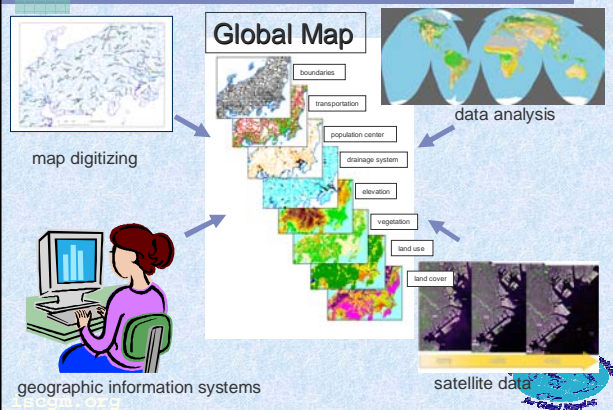 Global Map
boundaries
transportation
population center
drainage system
elevation
vegetation
land use
land cover
map digitizing
data analysis
geographic information systems
satellite data
iscgm.org